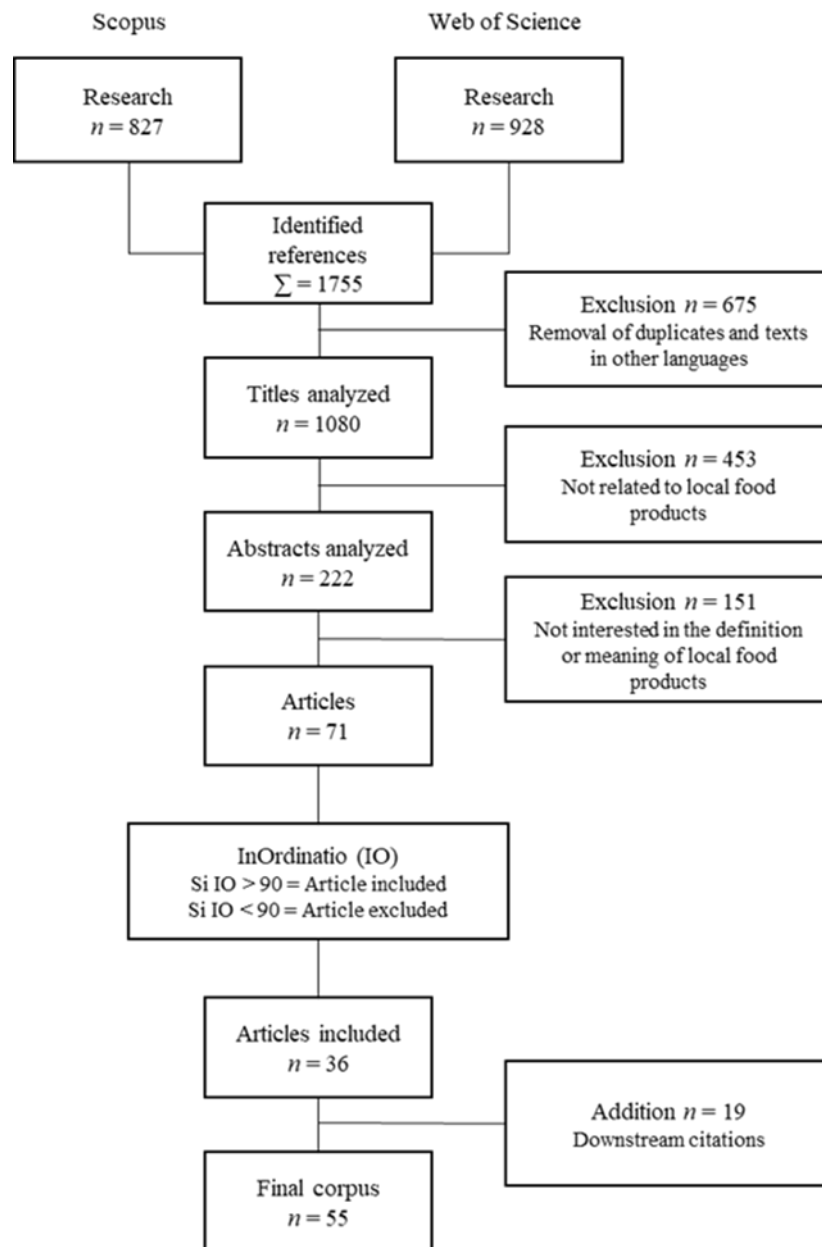 Scopus
Web of Science
Research
n = 827
Research
n = 928
Identified
references
∑ = 1755
Exclusion n = 675
Removal of duplicates and texts
in other languages
Titles analyzed
n = 1080
Exclusion n = 453
Not related to local food
products
Abstracts analyzed
n = 222
Exclusion n = 151
Not interested in the definition
or meaning of local food
products
Articles
n = 71
InOrdinatio (IO)
Si IO > 90 = Article included
Si IO < 90 = Article excluded
Articles included
n = 36
Addition n = 19
Downstream citations
Final corpus
n = 55